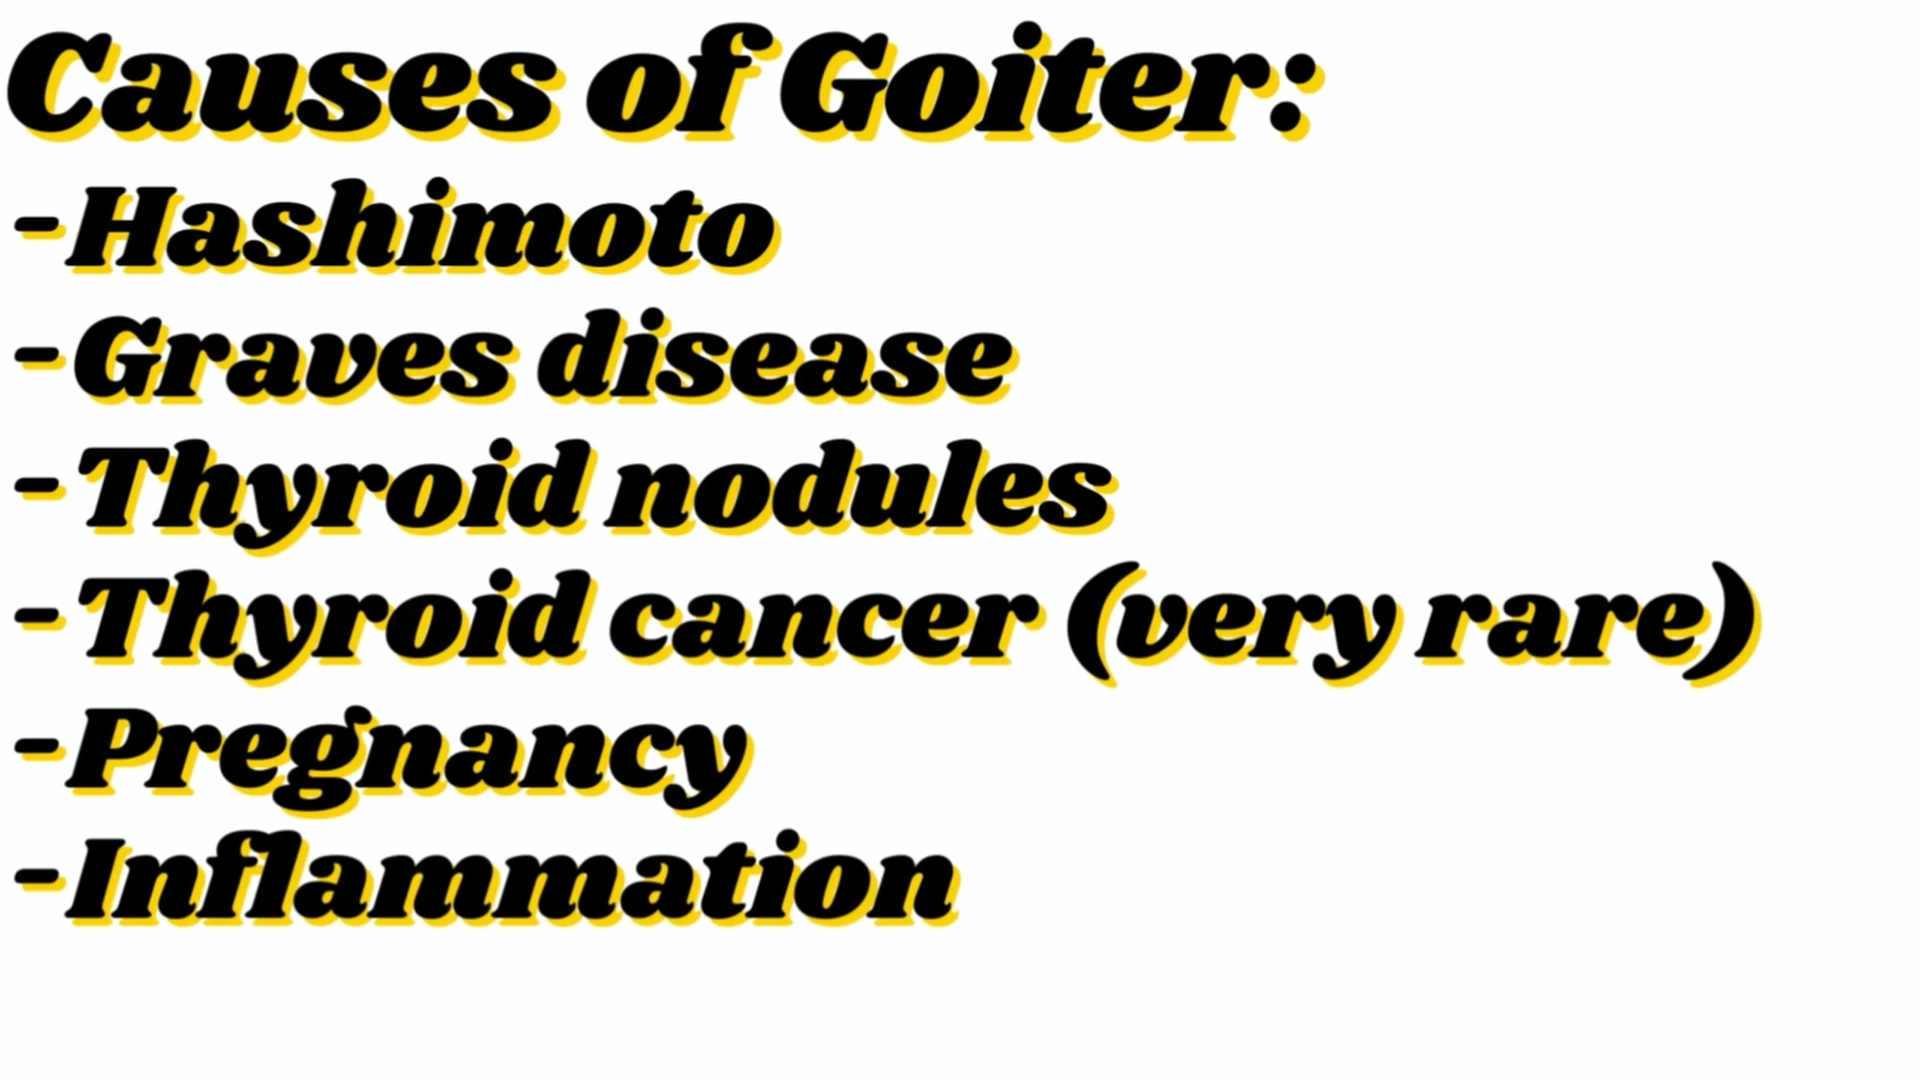 Causes of Goiter:
-Hashimoto
-Graves disease
-Thyroid nodules
-Thyroid cancer (very rare)
-Pregnancy
-Inflammation